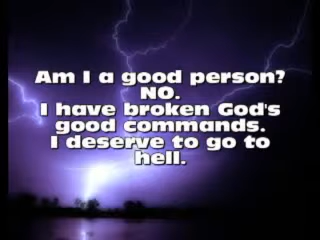 Am I a good person?
NO.
I have broken God's
good commands.
I deserve to go to
hell.